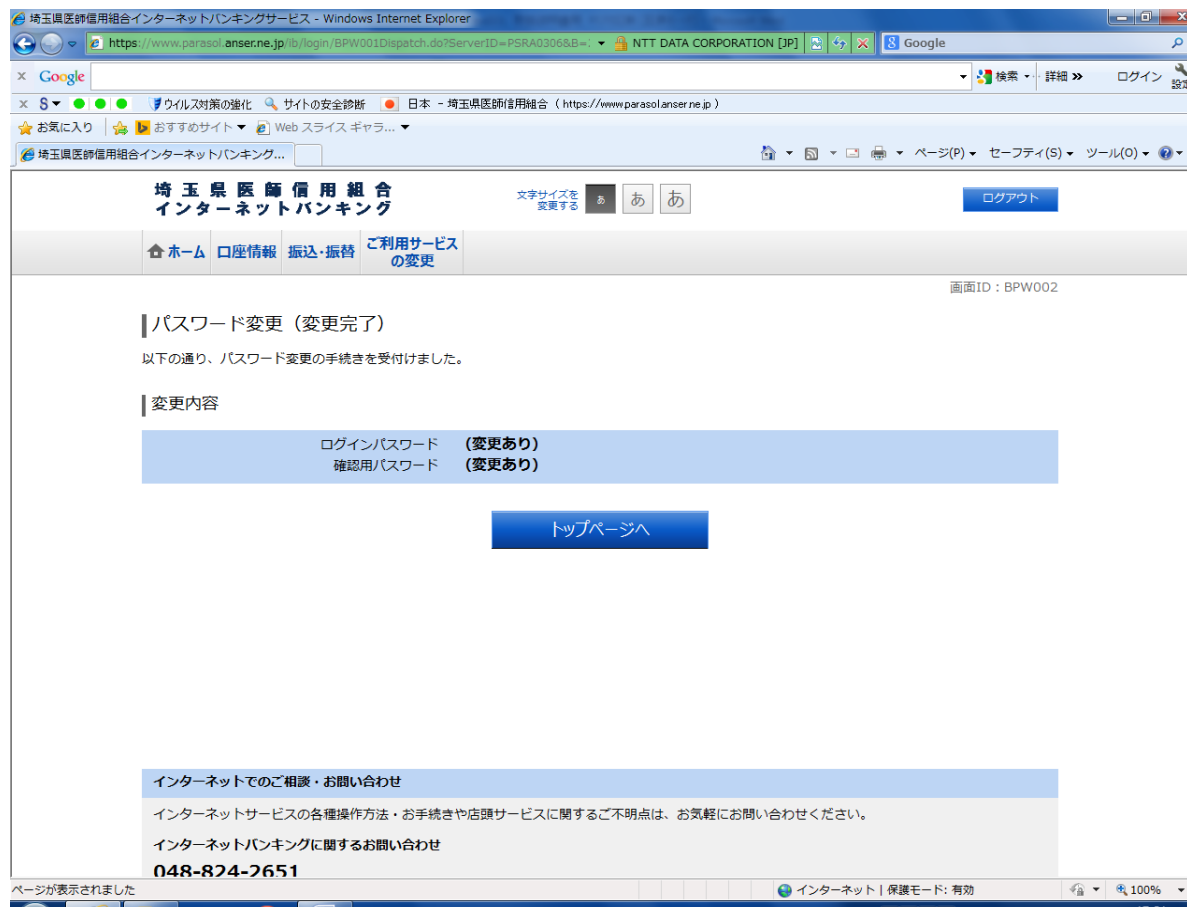 埼玉県医師信用組合インターネットバンキングサービス - Windows Internet Explorer
https://www.parasol.anser.ne.jp/ib/login/BPW001Dispatch.do?ServerID=PSRA0306&B= NTT DATA CORPORATION [JP] Google
x Google 検索 詳細 >> ログイン 設定
x S ウイルス対策の強化 サイトの安全診断 日本 - 埼玉県医師信用組合 ( https://www.parasol.anser.ne.jp )
お気に入り おすすめサイト Web スライス ギャラ...
埼玉県医師信用組合インターネットバンキング... ページ(P) セーフティ(S) ツール(O)
埼玉県医師信用組合
インターネットバンキング
文字サイズを
変更する
あ あ あ
ログアウト
ホーム 口座情報 振込・振替 ご利用サービス
の変更
画面ID:BPW002
パスワード変更(変更完了)
以下の通り、パスワード変更の手続きを受付けました。
変更内容
ログインパスワード (変更あり)
確認用パスワード (変更あり)
トップページへ
インターネットでのご相談・お問い合わせ
インターネットサービスの各種操作方法・お手続きや店頭サービスに関するご不明点は、お気軽にお問い合わせください。
インターネットバンキングに関するお問い合わせ
048-824-2651
ページが表示されました インターネット | 保護モード: 有効 100%